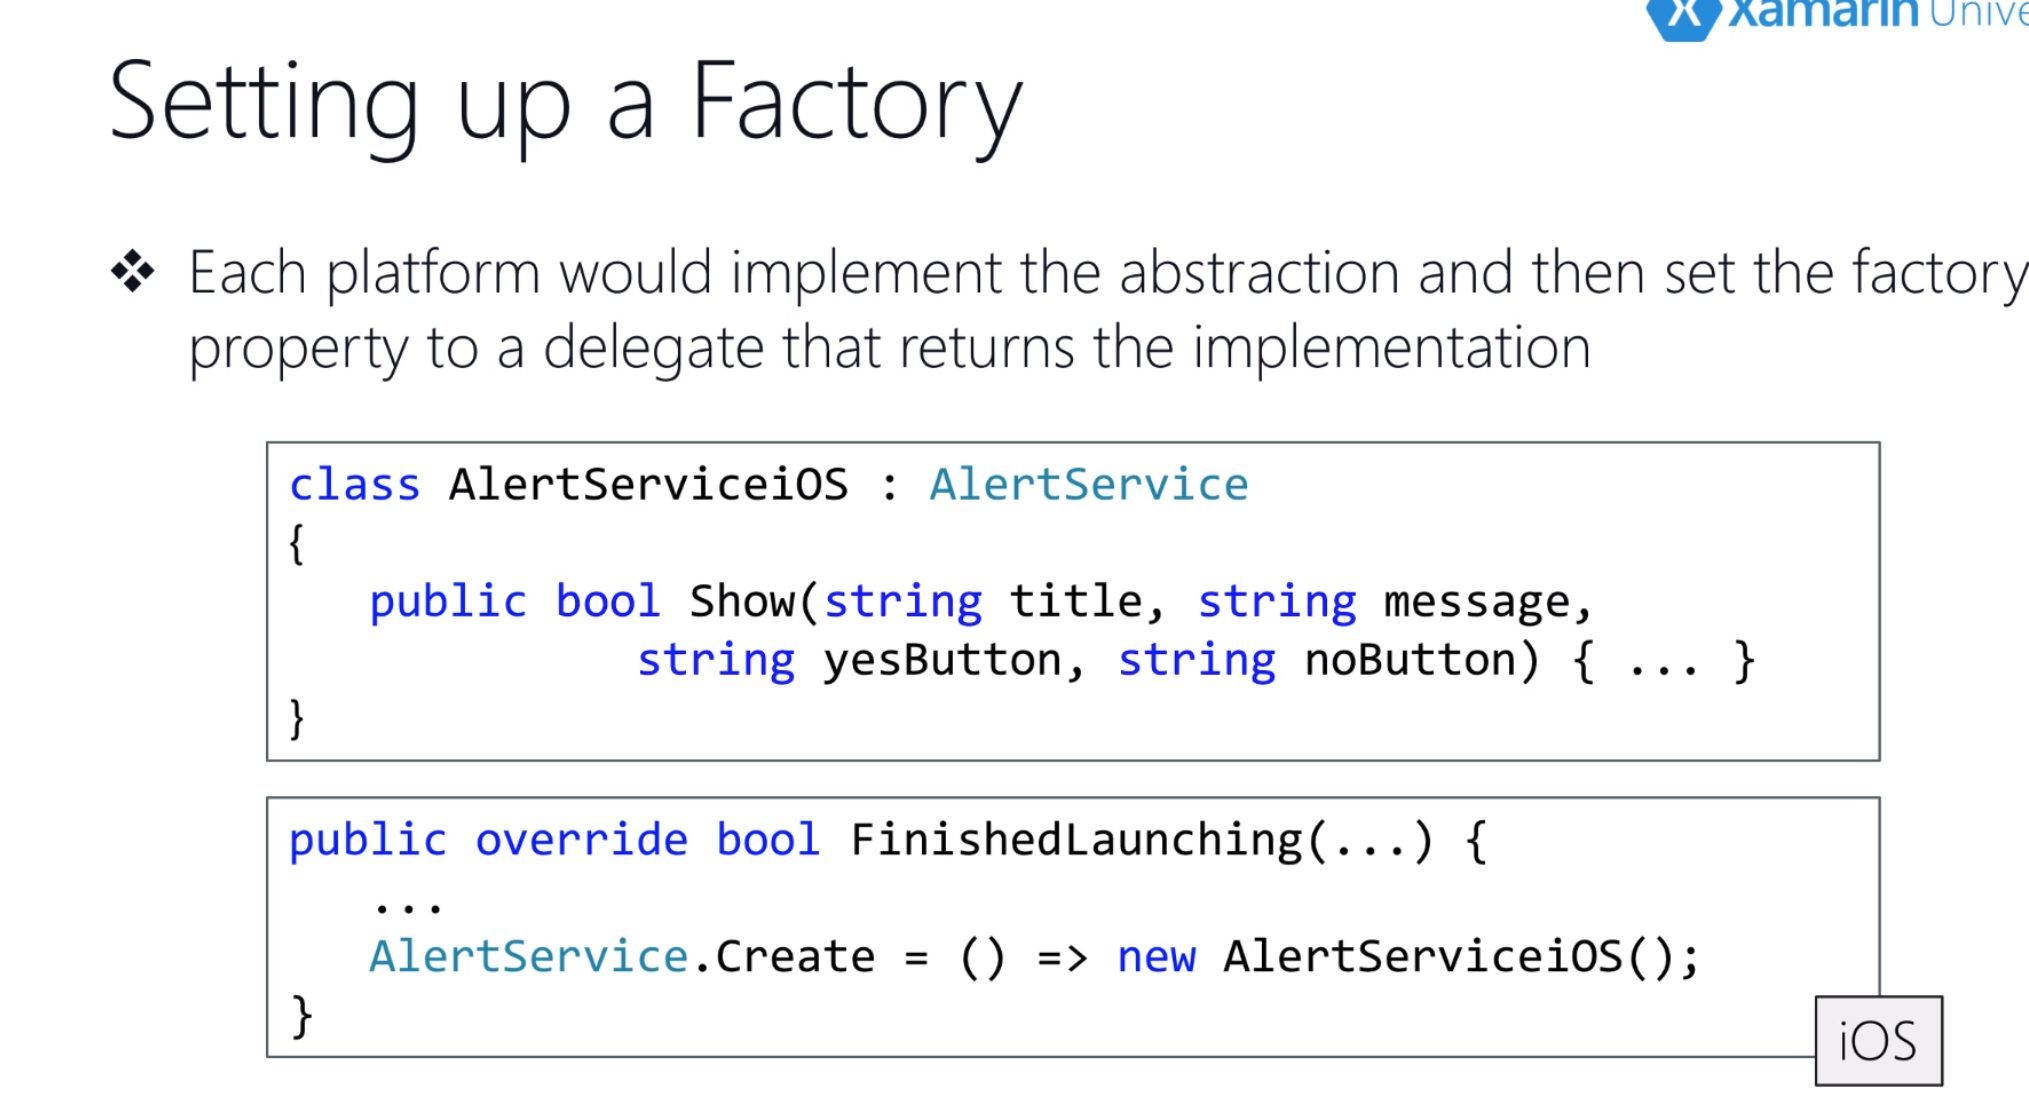 Xamarin
Setting up a Factory
❖ Each platform would implement the abstraction and then set the factory
property to a delegate that returns the implementation
class AlertServiceiOS : AlertService
{
public bool Show(string title, string message,
string yesButton, string noButton) { ... }
}
public override bool FinishedLaunching(...) {
...
AlertService.Create = () => new AlertServiceiOS();
}
iOS